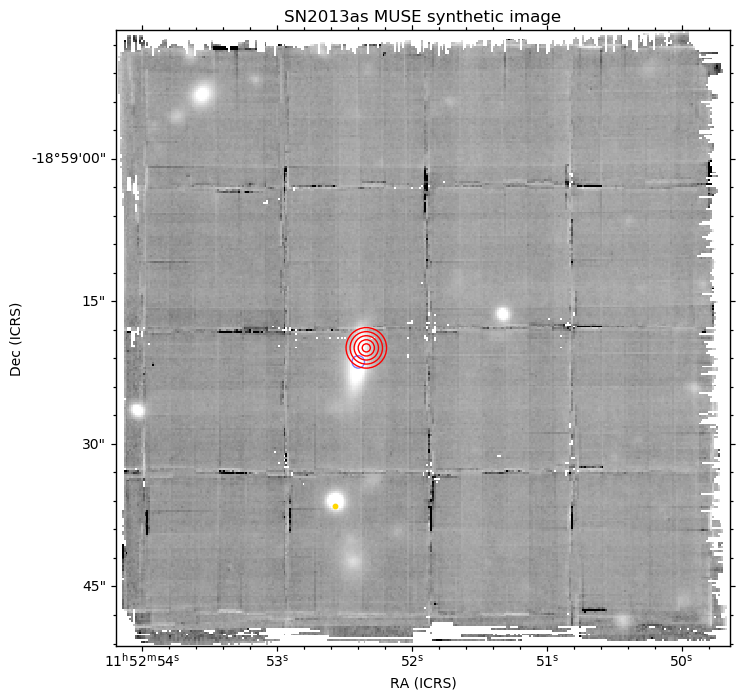 SN2013as MUSE synthetic image
-18°59'00"
15"
30"
45"
Dec (ICRS)
11ʰ52ᵐ54ˢ 53ˢ 52ˢ 51ˢ 50ˢ
RA (ICRS)